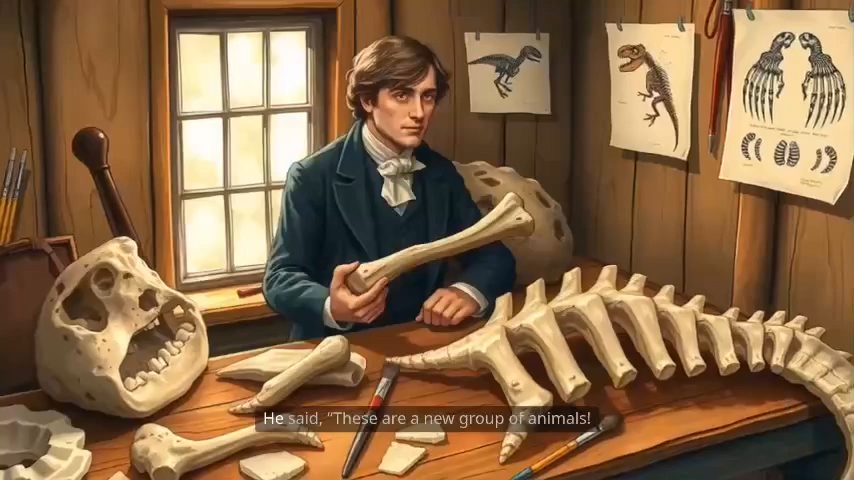 He said, “These are a new group of animals!